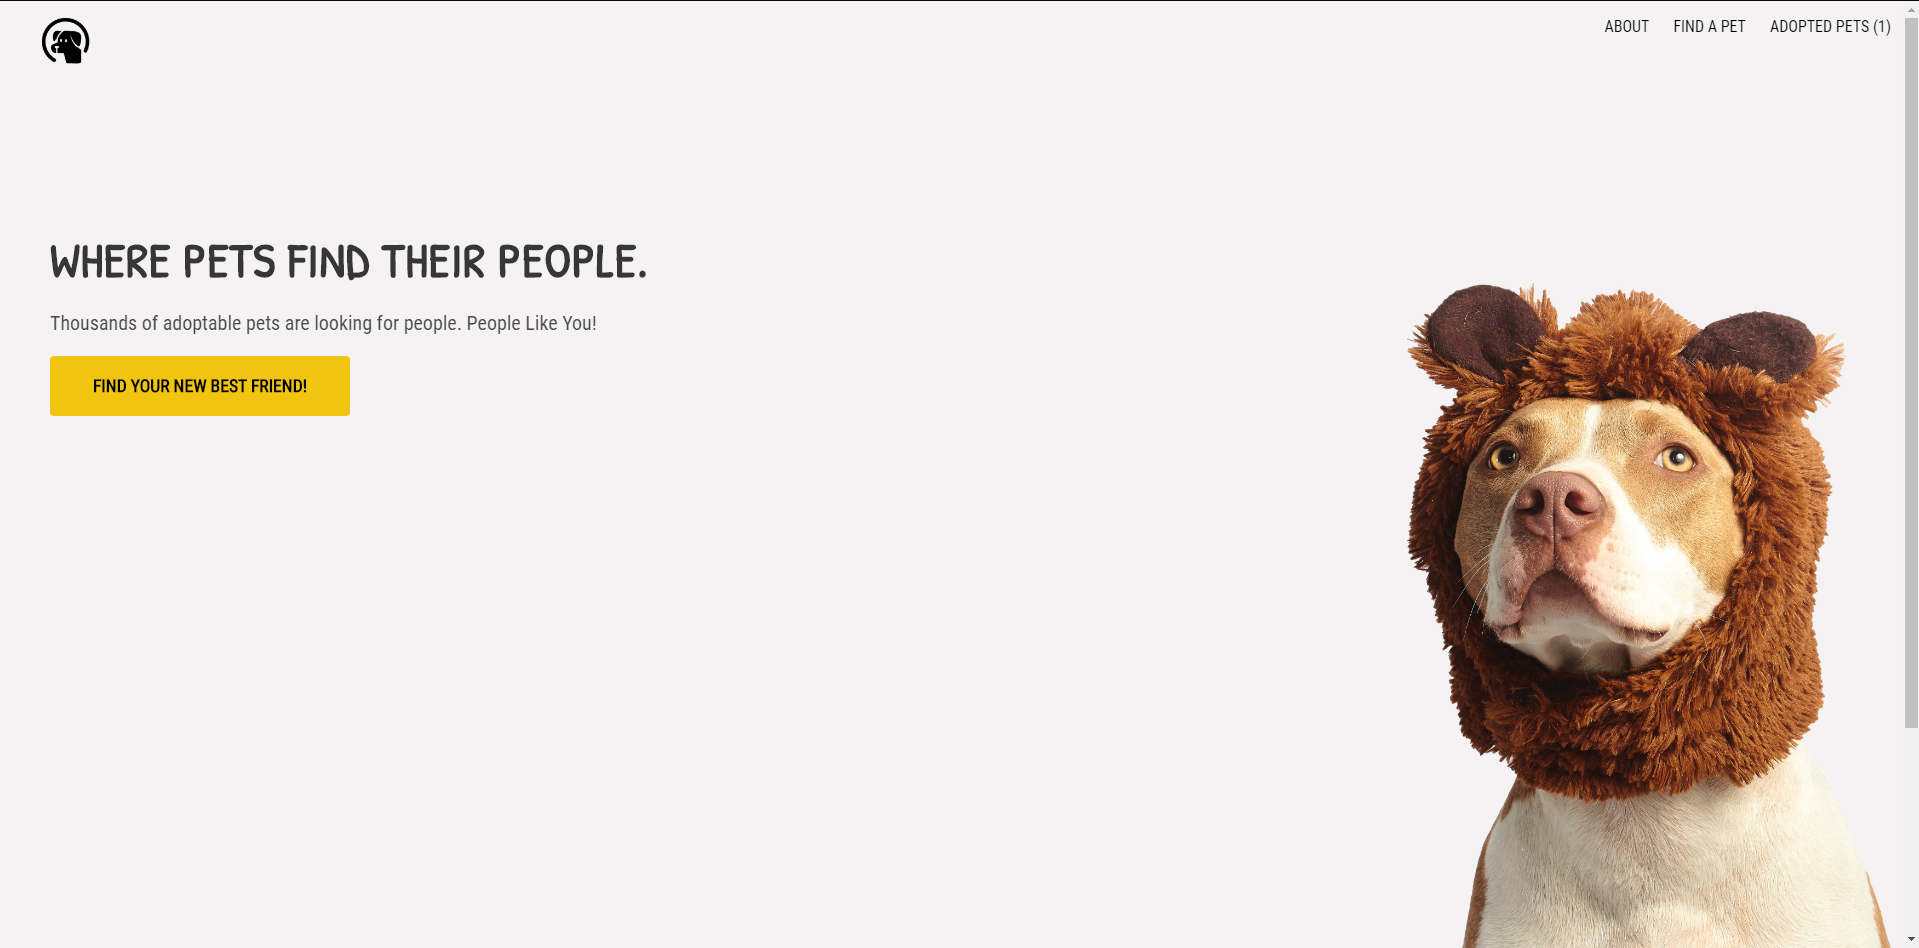 ABOUT FIND A PET ADOPTED PETS (1)
WHERE PETS FIND THEIR PEOPLE.
Thousands of adoptable pets are looking for people. People Like You!
FIND YOUR NEW BEST FRIEND!